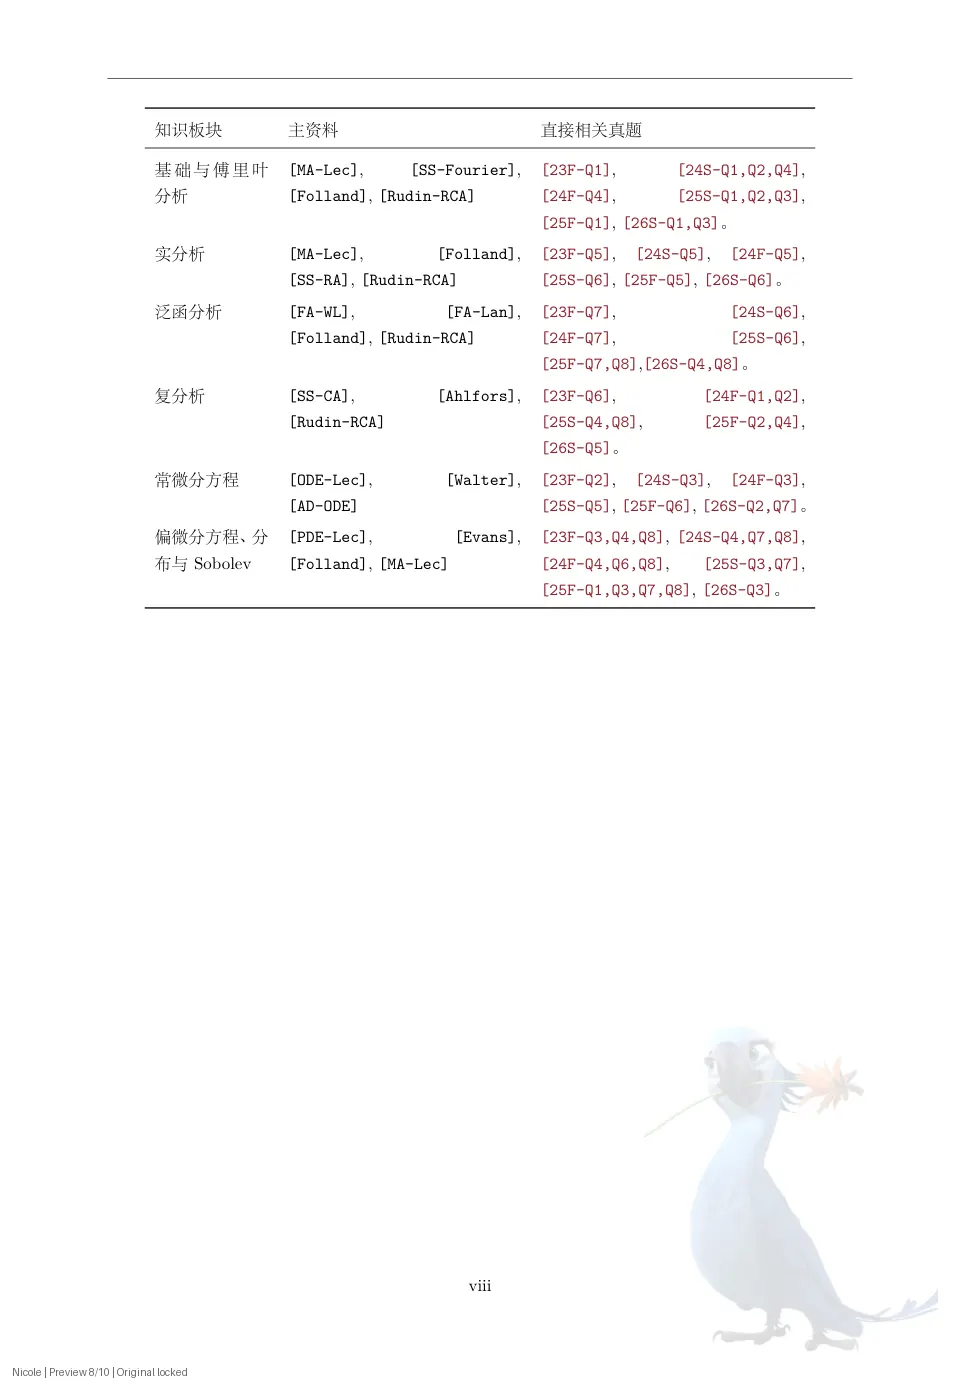 知识板块 主资料 直接相关真题
基础与傅里叶 [MA-Lec], [SS-Fourier], [23F-Q1], [24S-Q1,Q2,Q4],
分析 [Folland], [Rudin-RCA] [24F-Q4], [25S-Q1,Q2,Q3],
[25F-Q1], [26S-Q1,Q3]。
实分析 [MA-Lec], [Folland], [23F-Q5], [24S-Q5], [24F-Q5],
[SS-RA], [Rudin-RCA] [25S-Q6], [25F-Q5], [26S-Q6]。
泛函分析 [FA-WL], [FA-Lan], [23F-Q7], [24S-Q6],
[Folland], [Rudin-RCA] [24F-Q7], [25S-Q6],
[25F-Q7,Q8],[26S-Q4,Q8]。
复分析 [SS-CA], [Ahlfors], [23F-Q6], [24F-Q1,Q2],
[Rudin-RCA] [25S-Q4,Q8], [25F-Q2,Q4],
[26S-Q5]。
常微分方程 [ODE-Lec], [Walter], [23F-Q2], [24S-Q3], [24F-Q3],
[AD-ODE] [25S-Q5], [25F-Q6], [26S-Q2,Q7]。
偏微分方程、分 [PDE-Lec], [Evans], [23F-Q3,Q4,Q8], [24S-Q4,Q7,Q8],
布与 Sobolev [Folland], [MA-Lec] [24F-Q4,Q6,Q8], [25S-Q3,Q7],
[25F-Q1,Q3,Q7,Q8], [26S-Q3]。
viii
Nicole | Preview 8/10 | Original locked